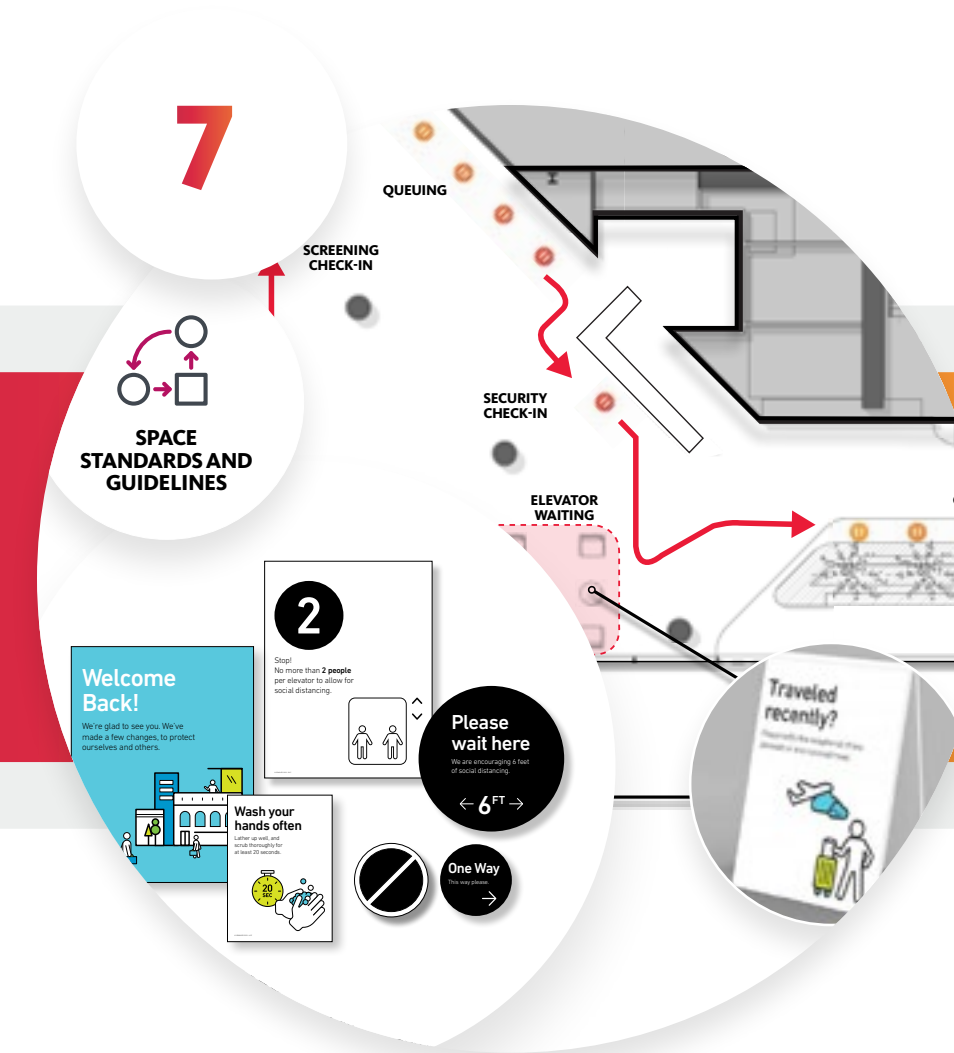 7
QUEUING
SCREENING
CHECK-IN
SPACE
STANDARDS AND
GUIDELINES
SECURITY
CHECK-IN
ELEVATOR
WAITING
2
Stop!
No more than 2 people
per elevator to allow for
social distancing.
Welcome
Back!
We're glad to see you. We've
made a few changes, to protect
ourselves and others.
Please
wait here
We are encouraging 6 feet
of social distancing.
← 6FT →
Wash your
hands often
Lather up well, and
scrub thoroughly for
at least 20 seconds.
20
SEC
One Way
This way please.
→
Traveled
recently?